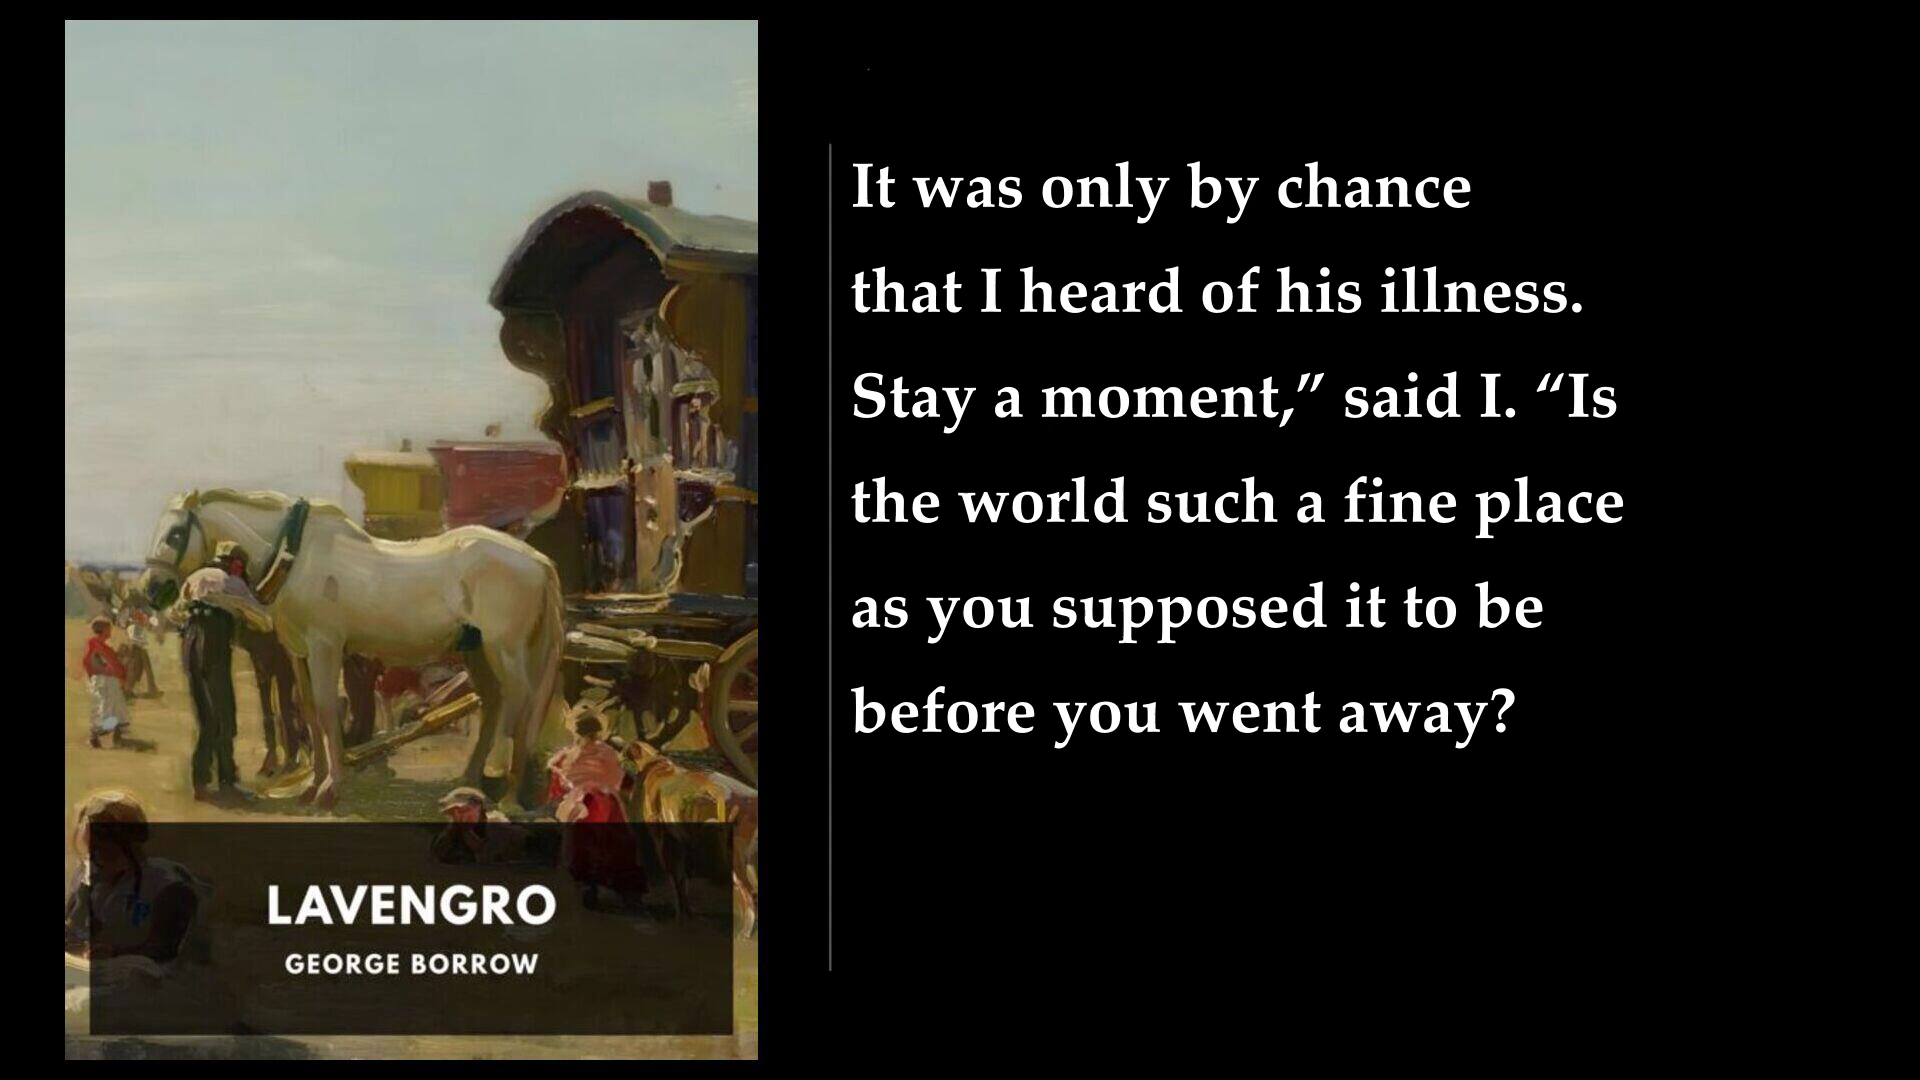 LAVENGRO
GEORGE BORROW
It was only by chance
that I heard of his illness.
Stay a moment,” said I. “Is
the world such a fine place
as you supposed it to be
before you went away?